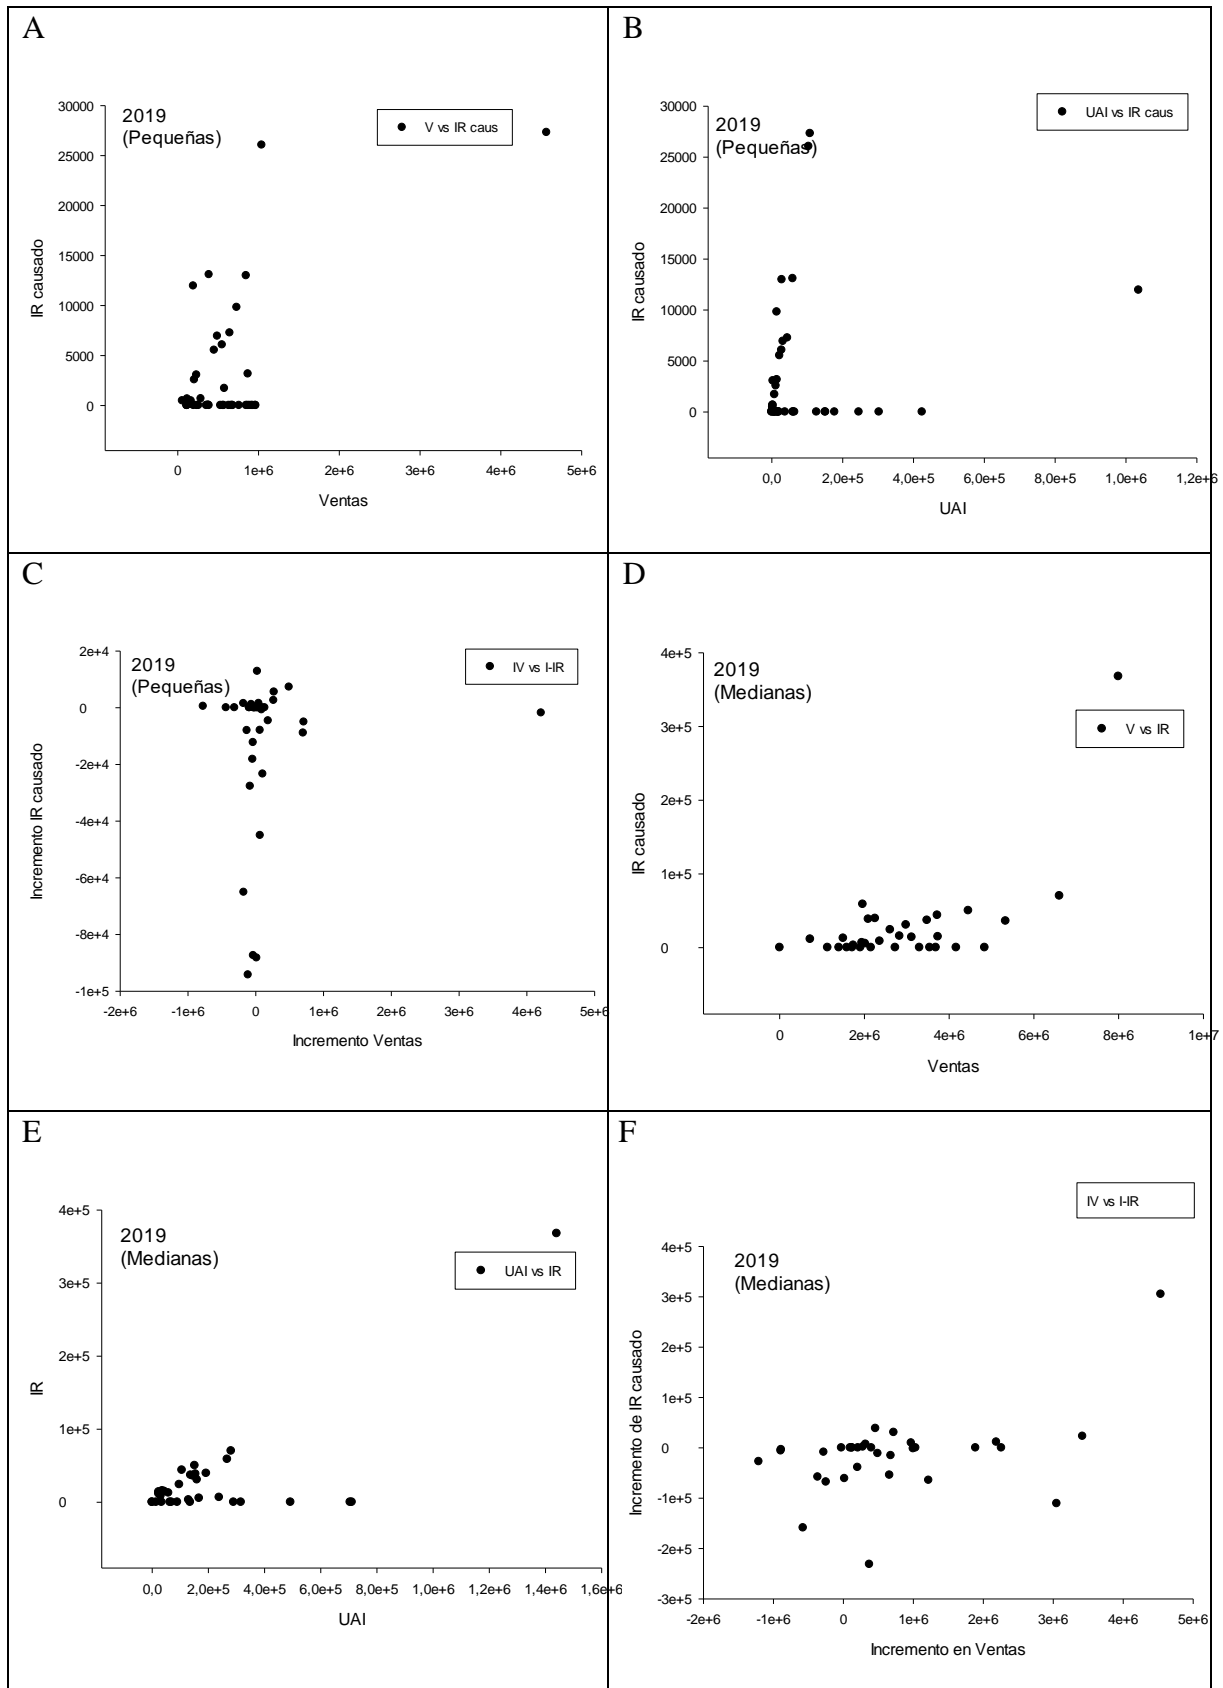 A
2019
(Pequeñas)
V vs IR caus
30000
25000
20000
15000
10000
5000
0
IR causado
0
1e+6
2e+6
3e+6
4e+6
5e+6
Ventas
B
2019
(Pequeñas)
UAI vs IR caus
30000
25000
20000
15000
10000
5000
0
IR causado
0,0
2,0e+5
4,0e+5
6,0e+5
8,0e+5
1,0e+6
1,2e+6
UAI
C
2019
(Pequeñas)
IV vs I-IR
2e+4
0
-2e+4
-4e+4
-6e+4
-8e+4
-1e+5
Incremento IR causado
-2e+6
-1e+6
0
1e+6
2e+6
3e+6
4e+6
5e+6
Incremento Ventas
D
2019
(Medianas)
V vs IR
4e+5
3e+5
2e+5
1e+5
0
IR causado
0
2e+6
4e+6
6e+6
8e+6
1e+7
Ventas
E
2019
(Medianas)
UAI vs IR
4e+5
3e+5
2e+5
1e+5
0
IR
0,0
2,0e+5
4,0e+5
6,0e+5
8,0e+5
1,0e+6
1,2e+6
1,4e+6
1,6e+6
UAI
F
IV vs I-IR
2019
(Medianas)
4e+5
3e+5
2e+5
1e+5
0
-1e+5
-2e+5
-3e+5
Incremento de IR causado
-2e+6
-1e+6
0
1e+6
2e+6
3e+6
4e+6
5e+6
Incremento en Ventas